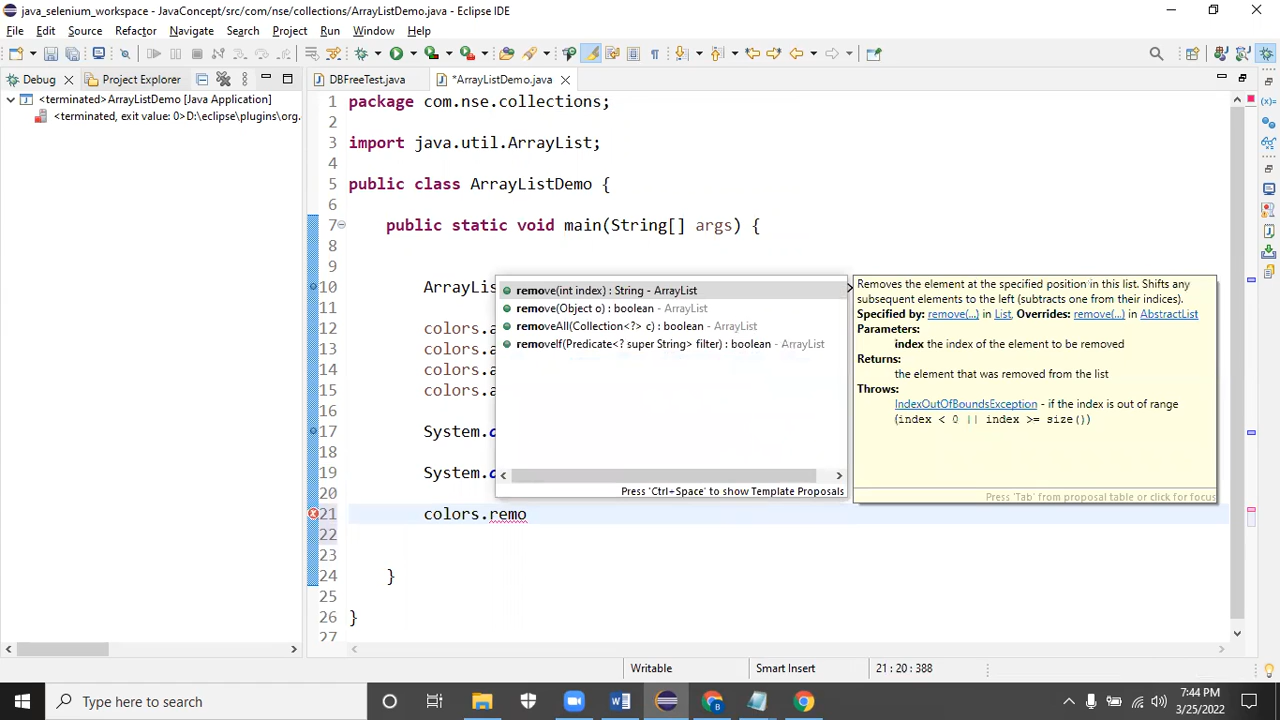 java_selenium_workspace - JavaConcept/src/com/nse/collections/ArrayListDemo.java - Eclipse IDE
File Edit Source Refactor Navigate Search Project Run Window Help
Debug Project Explorer
DBFreeTest.java *ArrayListDemo.java
<terminated>ArrayListDemo [Java Application]
<terminated, exit value: 0>D:\eclipse\plugins\org.
1 package com.nse.collections;
2
3 import java.util.ArrayList;
4
5 public class ArrayListDemo {
6
7 public static void main(String[] args) {
8
9
10 ArrayLis
11
12 colors.a
13 colors.a
14 colors.a
15 colors.a
16
17 System.o
18
19 System.o
20
21 colors.remo
22
23
24 }
25
26 }
27
remove(int index) : String - ArrayList
remove(Object o) : boolean - ArrayList
removeAll(Collection<?> c) : boolean - ArrayList
removeIf(Predicate<? super String> filter) : boolean - ArrayList
Press 'Ctrl+Space' to show Template Proposals
Removes the element at the specified position in this list. Shifts any
subsequent elements to the left (subtracts one from their indices).
Specified by: remove(...) in List, Overrides: remove(...) in AbstractList
Parameters:
index the index of the element to be removed
Returns:
the element that was removed from the list
Throws:
IndexOutOfBoundsException - if the index is out of range
(index < 0 || index >= size())
Press 'Tab' from proposal table or click for focus
Writable Smart Insert 21 : 20 : 388
Type here to search
7:44 PM
3/25/2022